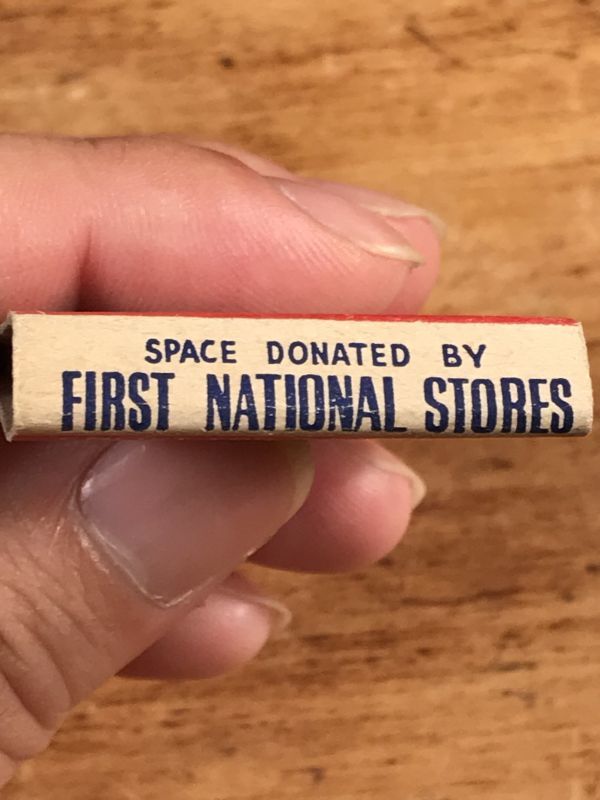 SPACE DONATED BY
FIRST NATIONAL STORES